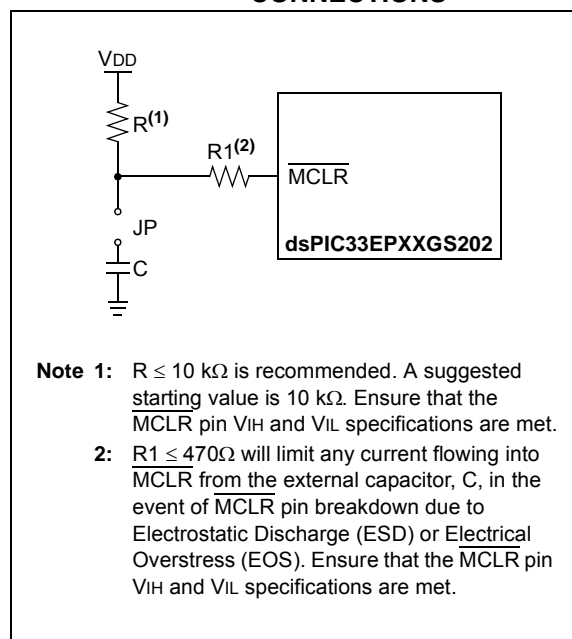 CONNECTIONS
VDD
R(1)
R1(2)
MCLR
JP
dsPIC33EPXXGS202
C
Note 1: R ≤ 10 kΩ is recommended. A suggested
starting value is 10 kΩ. Ensure that the
MCLR pin VIH and VIL specifications are met.
2: R1 ≤ 470Ω will limit any current flowing into
MCLR from the external capacitor, C, in the
event of MCLR pin breakdown due to
Electrostatic Discharge (ESD) or Electrical
Overstress (EOS). Ensure that the MCLR pin
VIH and VIL specifications are met.